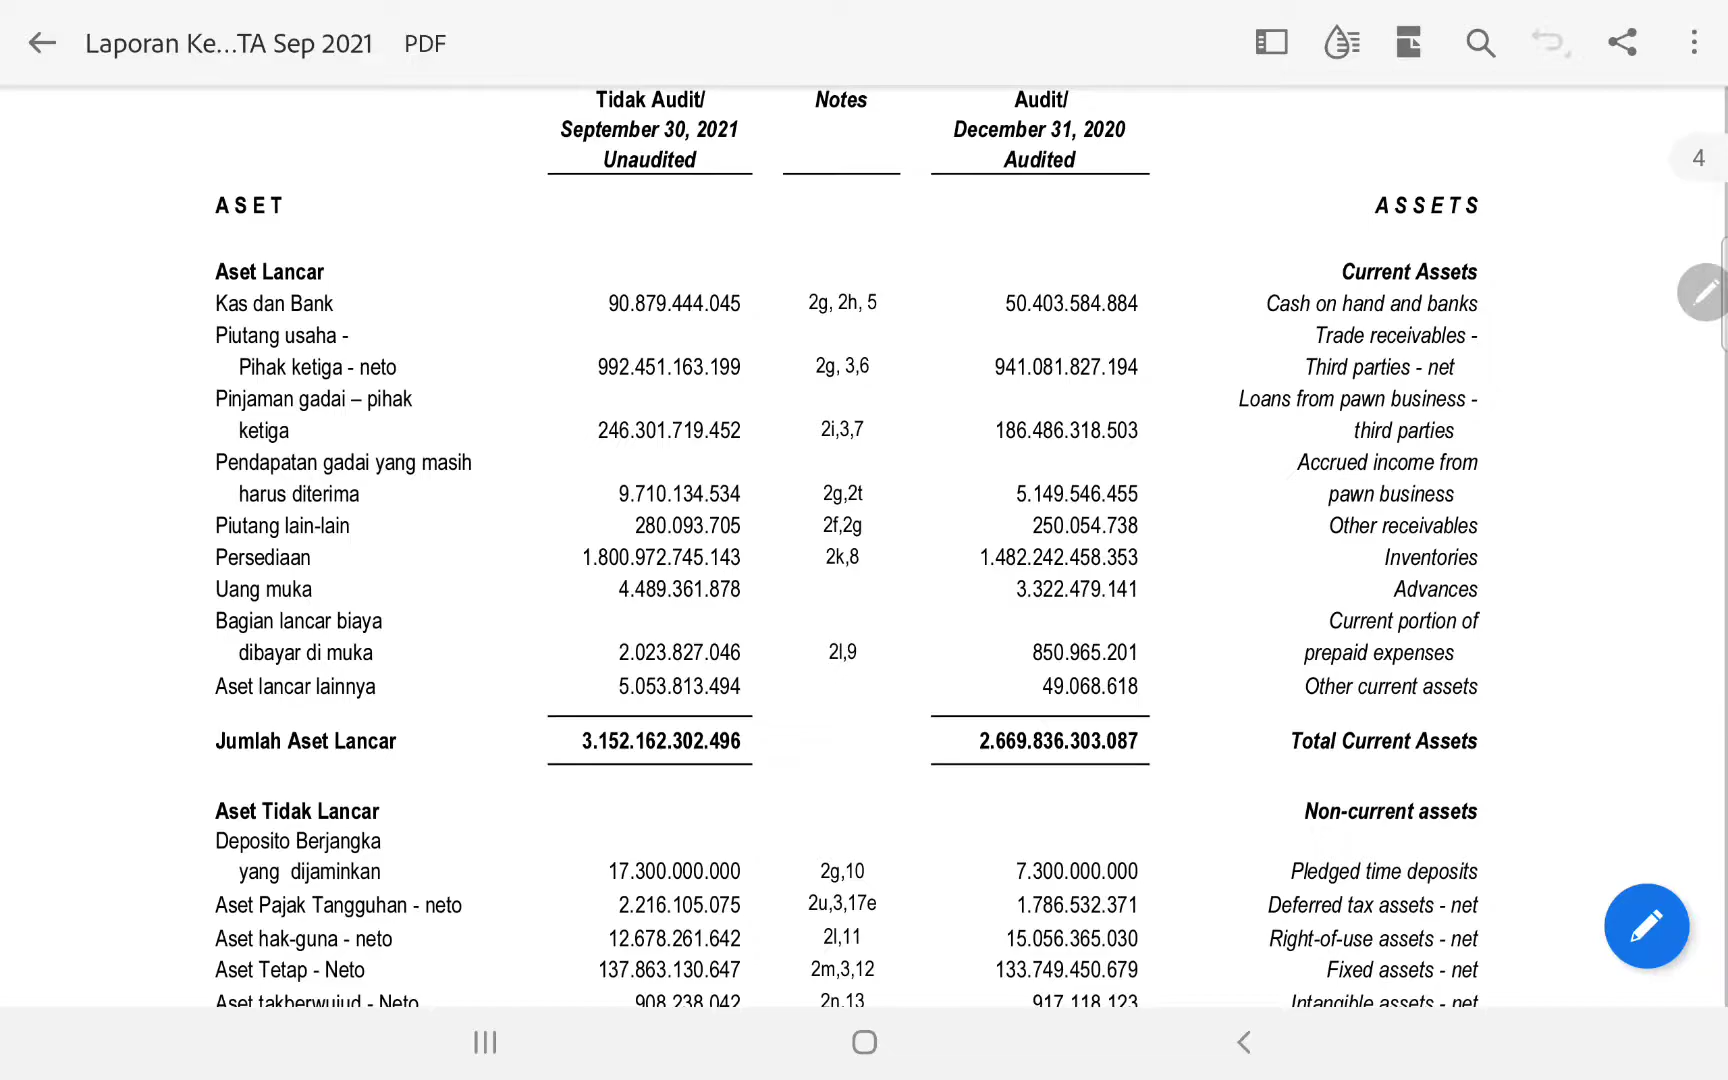 Laporan Ke...TA Sep 2021 PDF
Tidak Audit/ Notes Audit/
September 30, 2021 December 31, 2020
Unaudited Audited
4
A S E T A S S E T S
Aset Lancar Current Assets
Kas dan Bank 90.879.444.045 2g, 2h, 5 50.403.584.884 Cash on hand and banks
Piutang usaha - Trade receivables -
Pihak ketiga - neto 992.451.163.199 2g, 3,6 941.081.827.194 Third parties - net
Pinjaman gadai – pihak Loans from pawn business -
ketiga 246.301.719.452 2i,3,7 186.486.318.503 third parties
Pendapatan gadai yang masih Accrued income from
harus diterima 9.710.134.534 2g,2t 5.149.546.455 pawn business
Piutang lain-lain 280.093.705 2f,2g 250.054.738 Other receivables
Persediaan 1.800.972.745.143 2k,8 1.482.242.458.353 Inventories
Uang muka 4.489.361.878 3.322.479.141 Advances
Bagian lancar biaya Current portion of
dibayar di muka 2.023.827.046 2l,9 850.965.201 prepaid expenses
Aset lancar lainnya 5.053.813.494 49.068.618 Other current assets
Jumlah Aset Lancar 3.152.162.302.496 2.669.836.303.087 Total Current Assets
Aset Tidak Lancar Non-current assets
Deposito Berjangka
yang dijaminkan 17.300.000.000 2g,10 7.300.000.000 Pledged time deposits
Aset Pajak Tangguhan - neto 2.216.105.075 2u,3,17e 1.786.532.371 Deferred tax assets - net
Aset hak-guna - neto 12.678.261.642 2l,11 15.056.365.030 Right-of-use assets - net
Aset Tetap - Neto 137.863.130.647 2m,3,12 133.749.450.679 Fixed assets - net
Aset takberwujud - Neto 908.238.042 2n,13 917.118.123 Intangible assets - net